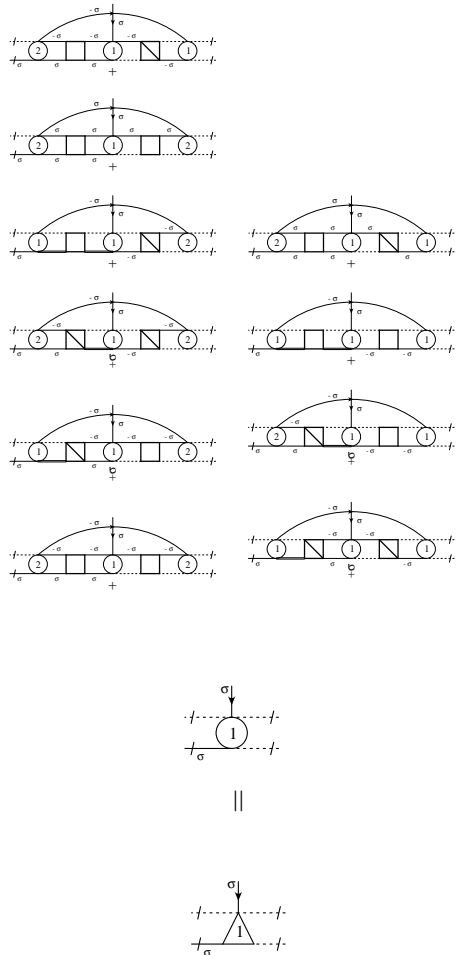 - σ
σ
- σ - σ - σ
2 1 1
σ σ σ - σ
+
σ
σ
σ σ σ σ
2 1 2
σ σ
+
- σ - σ
σ σ
- σ σ σ σ
1 1 2 2 1 1
σ - σ σ σ - σ
+ +
- σ - σ
σ σ
- σ
2 1 2 1 1 1
σ σ - σ σ - σ - σ
σ
+ +
- σ
σ
- σ
2 1 1
σ σ - σ - σ
σ
+
- σ
σ
- σ - σ - σ
1 1 2
σ
σ
+
- σ
σ
- σ - σ
1 1 1
σ σ - σ
σ
+
- σ
σ
- σ - σ - σ - σ
2 1 2
σ σ σ
+
σ
1
σ
||
σ
1
σ